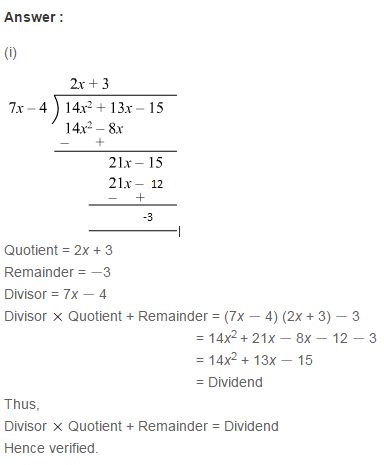 Answer :
(i)
2x + 3
7x – 4 ) 14x² + 13x – 15
14x² – 8x
– +
21x – 15
21x – 12
– +
-3
Quotient = 2x + 3
Remainder = —3
Divisor = 7x — 4
Divisor × Quotient + Remainder = (7x — 4) (2x + 3) — 3
= 14x² + 21x — 8x — 12 — 3
= 14x² + 13x — 15
= Dividend
Thus,
Divisor × Quotient + Remainder = Dividend
Hence verified.